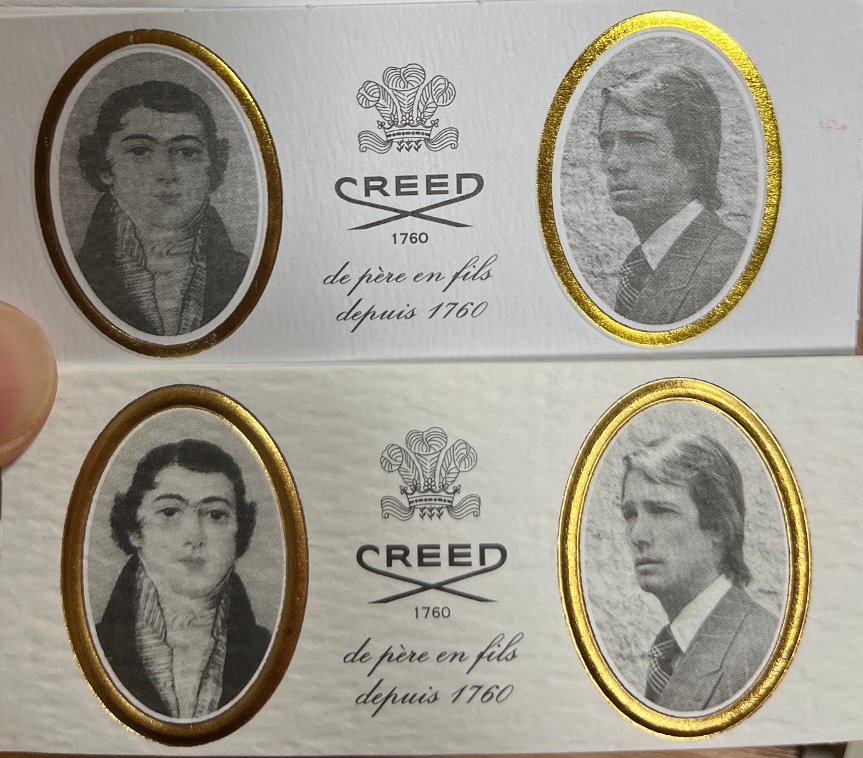 CREED
1760
de père en fils
depuis 1760
CREED
1760
de père en fils
depuis 1760